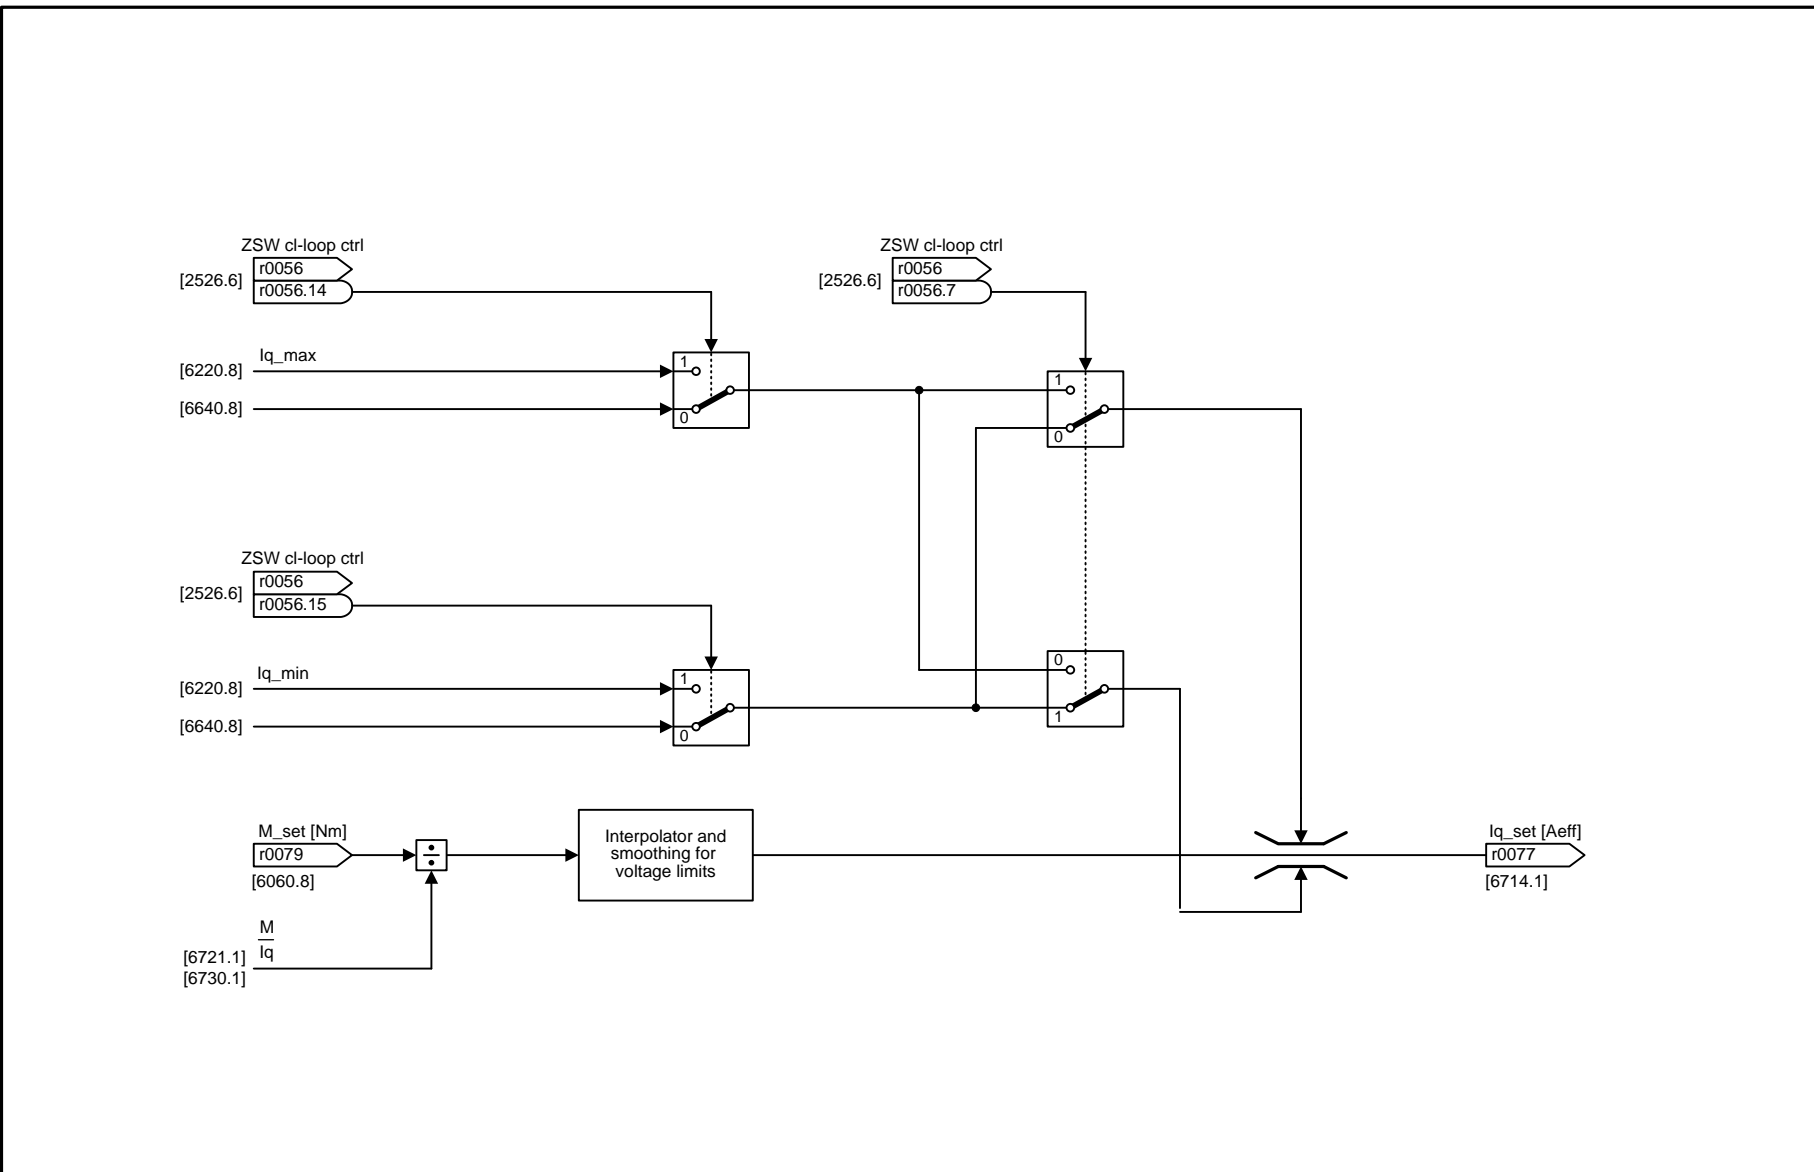 ZSW cl-loop ctrl
r0056
[2526.6]
r0056.14
ZSW cl-loop ctrl
r0056
[2526.6]
r0056.7
Iq_max
[6220.8]
1
[6640.8]
0
1
0
ZSW cl-loop ctrl
r0056
[2526.6]
r0056.15
Iq_min
[6220.8]
1
[6640.8]
0
0
1
M_set [Nm]
r0079
[6060.8]
÷
Interpolator and
smoothing for
voltage limits
Iq_set [Aeff]
r0077
[6714.1]
M
Iq
[6721.1]
[6730.1]